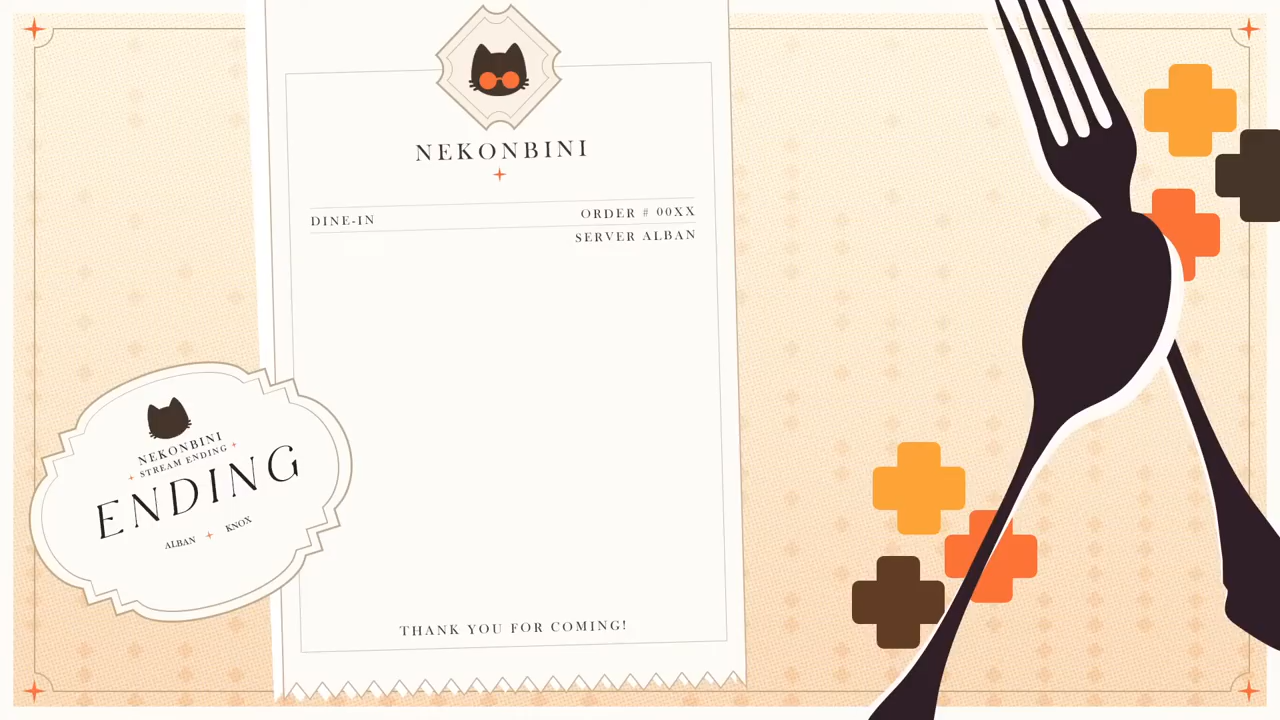 NEKONBINI
DINE-IN
ORDER # 00XX
SERVER ALBAN
THANK YOU FOR COMING!
NEKONBINI
STREAM ENDING
ENDING
ALBAN KNOX